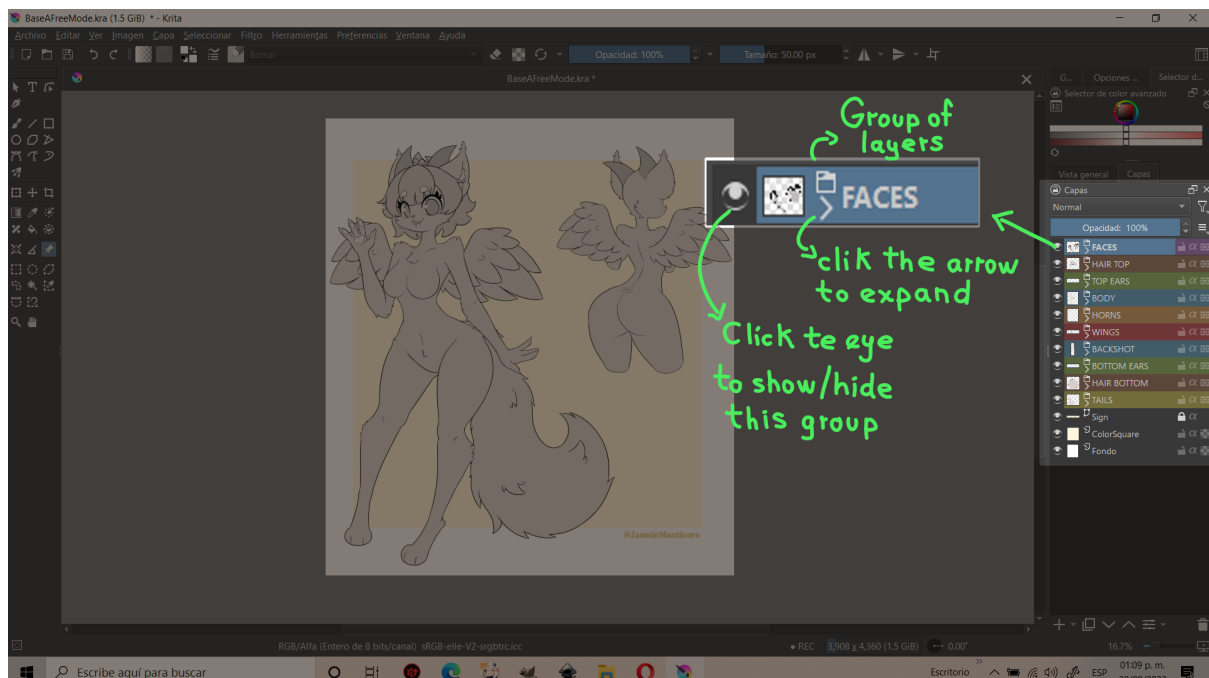 BaseAFreeMode.kra (1.5 GiB) * - Krita
Archivo Editar Ver Imagen Capa Seleccionar Filtro Herramientas Preferencias Ventana Ayuda
Borrar
Opacidad: 100%
Tamaño: 50.00 px
BaseAFreeMode.kra *
G... Opciones ... Selector d...
Selector de color avanzado
Vista general Capas
Capas
Normal
Opacidad: 100%
FACES
HAIR TOP
TOP EARS
BODY
HORNS
WINGS
BACKSHOT
BOTTOM EARS
HAIR BOTTOM
TAILS
Sign
ColorSquare
Fondo
Group of
layers
FACES
clik the arrow
to expand
Click te eye
to show/hide
this group
@JasminManticore
RGB/Alfa (Entero de 8 bits/canal) sRGB-elle-V2-srgbtrc.icc
REC
3,908 x 4,360 (1.5 GiB)
0.00°
16.7%
Escribe aquí para buscar
Escritorio
ESP
01:09 p. m.